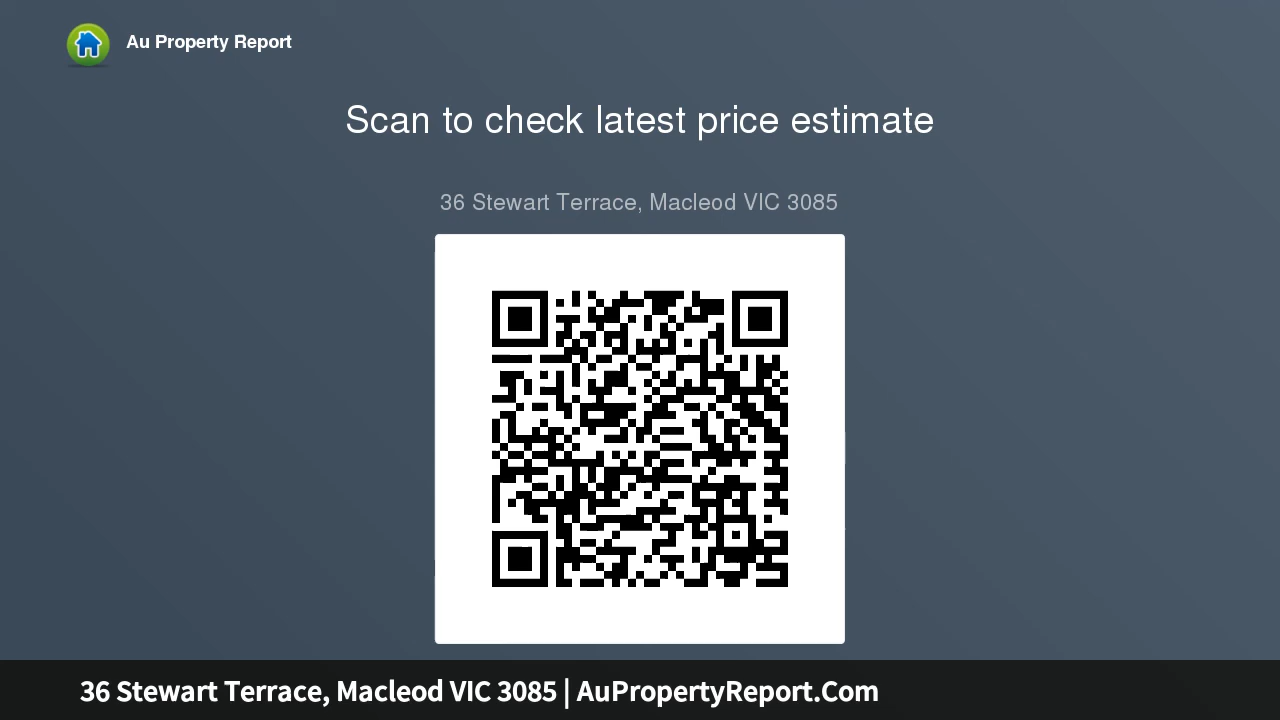 Au Property Report
Scan to check latest price estimate
36 Stewart Terrace, Macleod VIC 3085
36 Stewart Terrace, Macleod VIC 3085 | AuPropertyReport.Com